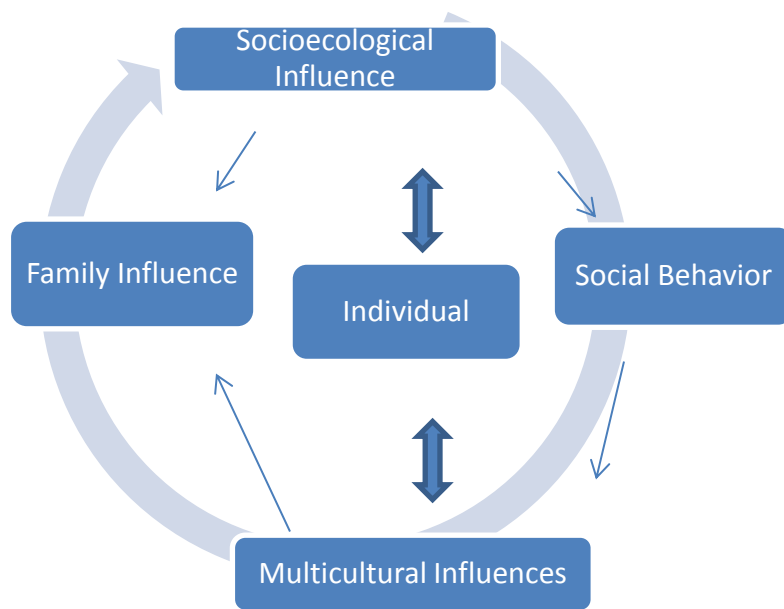 Socioecological
Influence
Family Influence
Individual
Social Behavior
Multicultural Influences